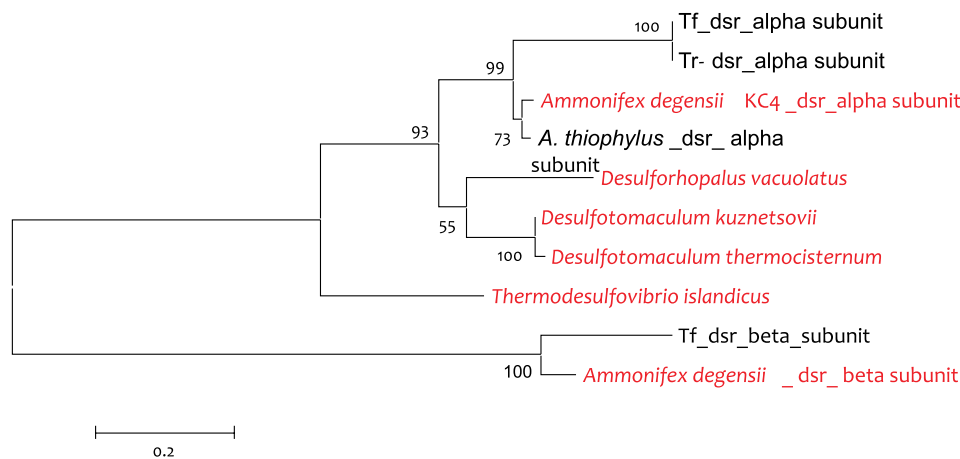 100
Tf_dsr_alpha subunit
Tr- dsr_alpha subunit
99
Ammonifex degensii KC4 _dsr_alpha subunit
93
73
A. thiophylus _dsr_ alpha
subunit
Desulforhopalus vacuolatus
55
Desulfotomaculum kuznetsovii
100
Desulfotomaculum thermocisternum
Thermodesulfovibrio islandicus
Tf_dsr_beta_subunit
100
Ammonifex degensii _ dsr_ beta subunit
0.2